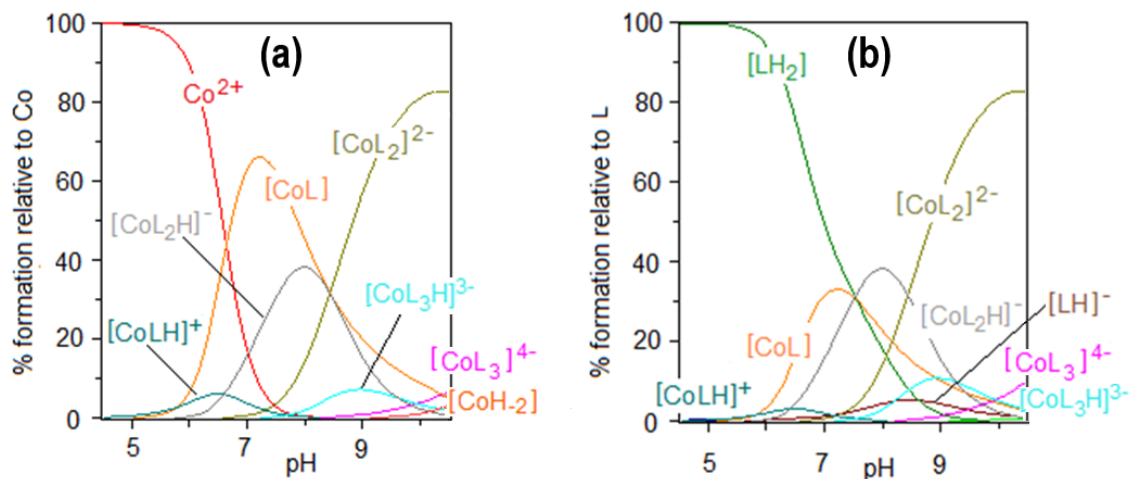 (a)
% formation relative to Co
100
80
60
40
20
0
Co²⁺
[CoL₂]²⁻
[CoL]
[CoL₂H]⁻
[CoL₃H]³⁻
[CoLH]⁺
[CoL₃]⁴⁻
[CoH-2]
5
7
9
pH
(b)
% formation relative to L
100
80
60
40
20
0
[LH₂]
[CoL₂]²⁻
[LH]⁻
[CoL₂H]⁻
[CoL]
[CoL₃]⁴⁻
[CoLH]⁺
[CoL₃H]³⁻
5
7
9
pH